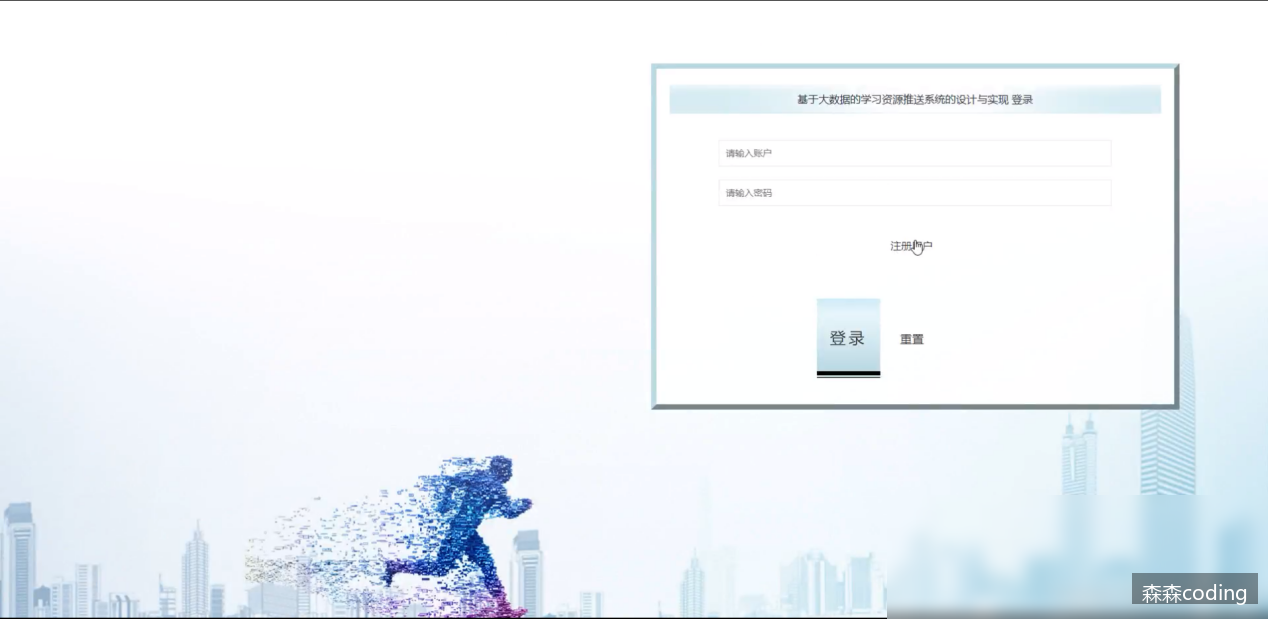 基于大数据的学习资源推送系统的设计与实现 登录
请输入账户
请输入密码
注册户
登录
重置
森森coding